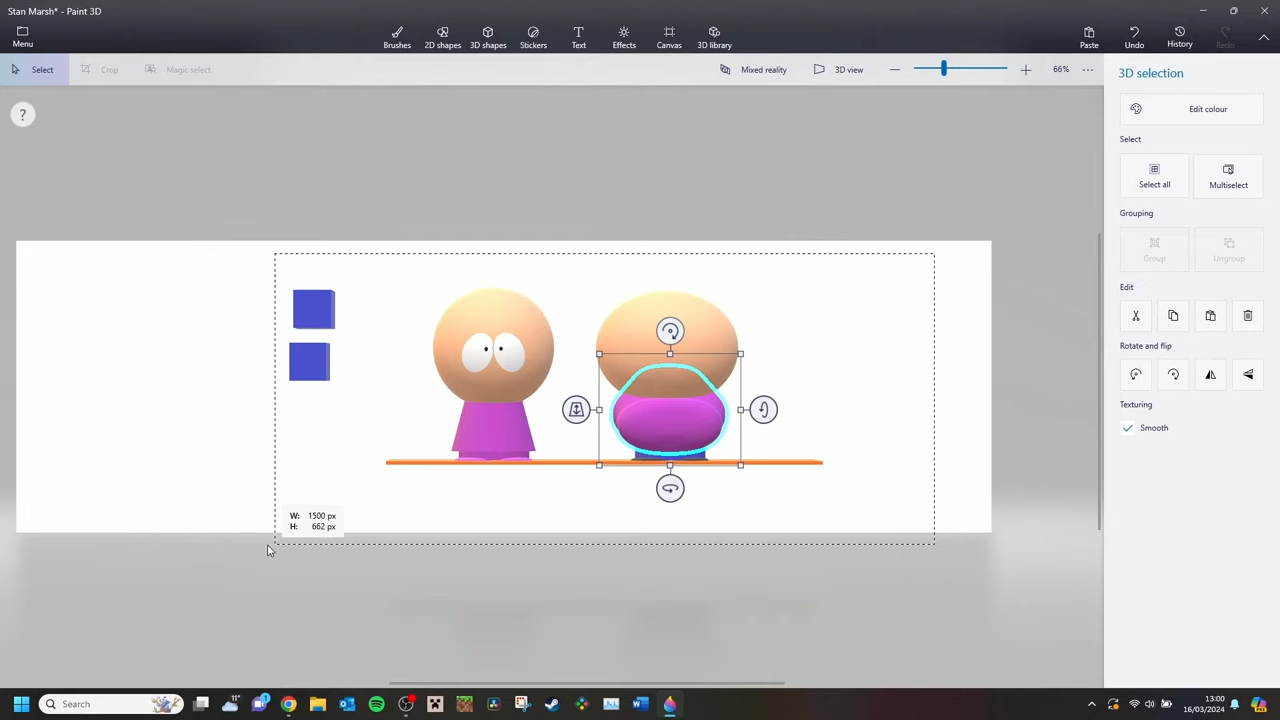 Stan Marsh* - Paint 3D
Menu
Brushes
2D shapes
3D shapes
Stickers
Text
Effects
Canvas
3D library
Paste
Undo
History
Redo
Select
Crop
Magic select
Mixed reality
3D view
66%
?
3D selection
Edit colour
Select
Select all
Multiselect
Grouping
Group
Ungroup
Edit
Rotate and flip
Texturing
Smooth
W: 1500 px
H: 662 px
Search
11°
1
13:00
16/03/2024